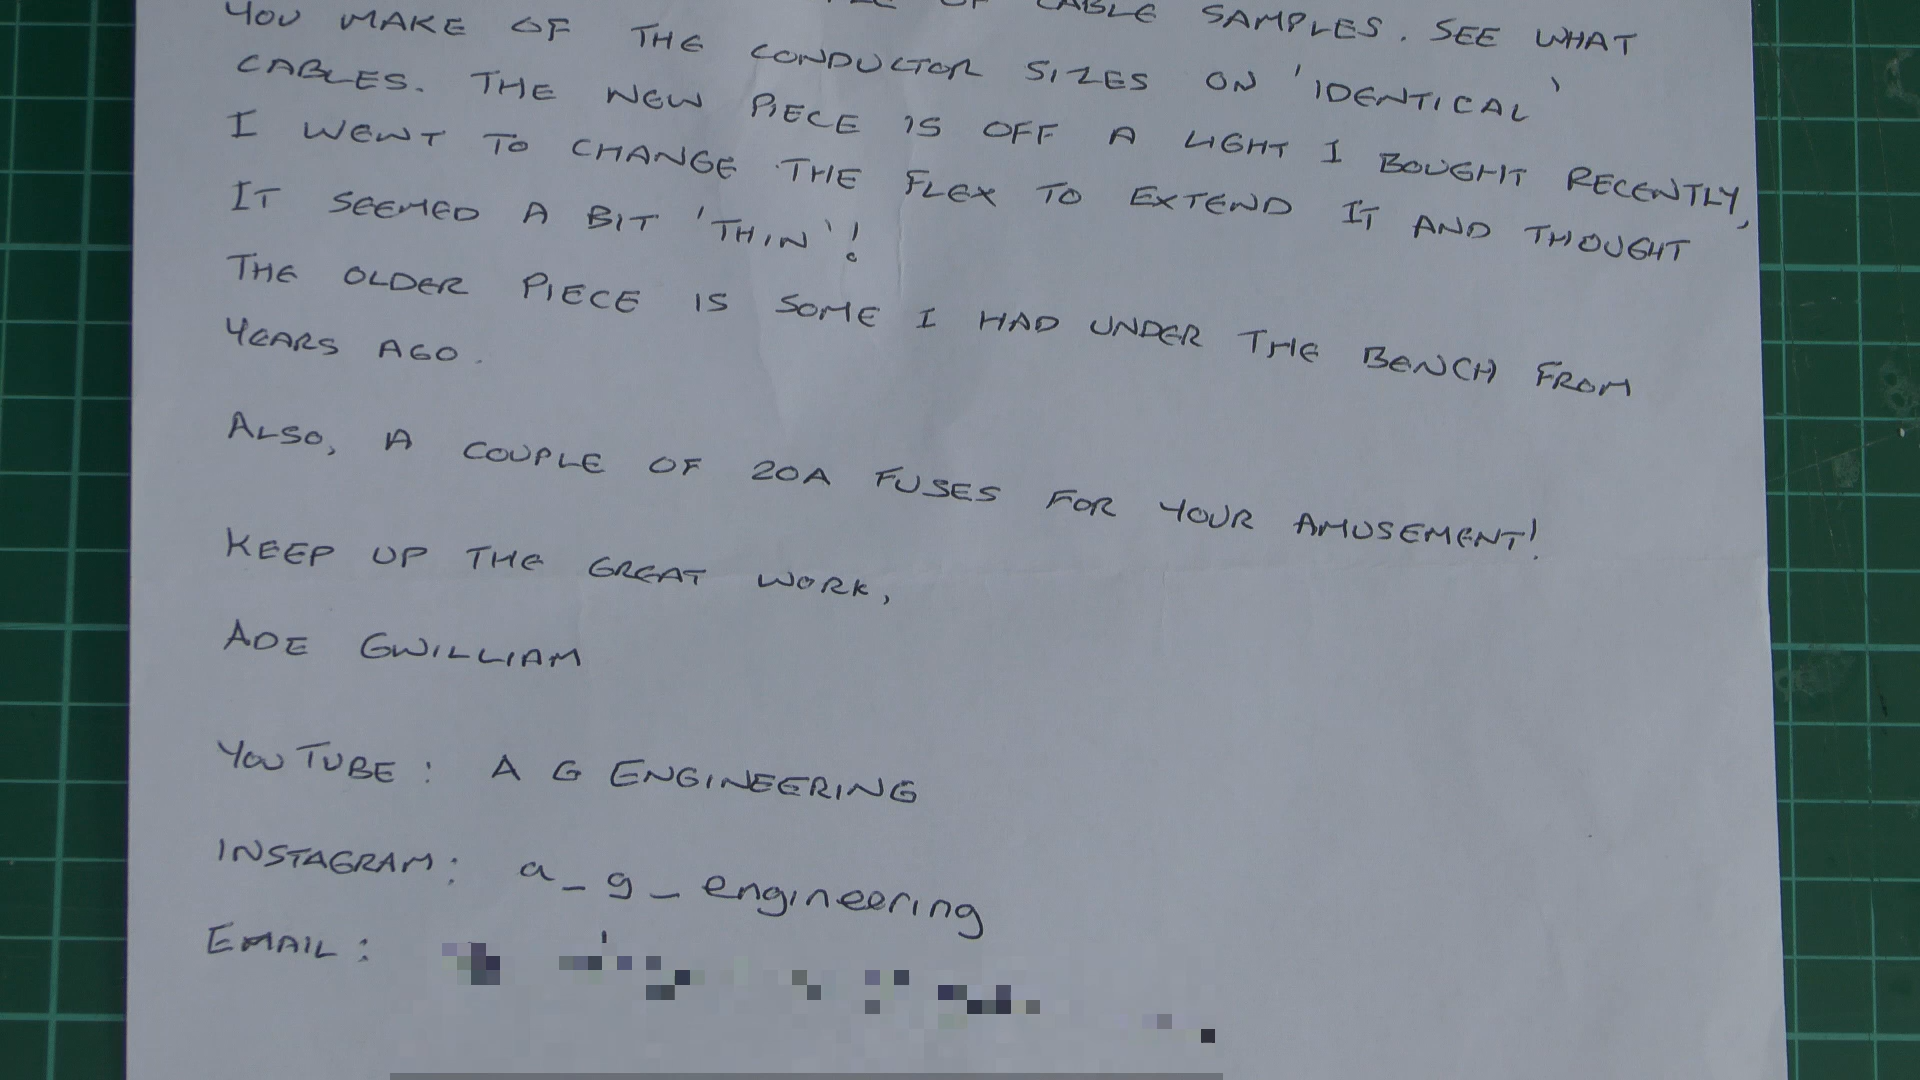 OF CABLE SAMPLES. SEE WHAT
YOU MAKE OF THE CONDUCTOR SIZES ON 'IDENTICAL'
CABLES. THE NEW PIECE IS OFF A LIGHT I BOUGHT RECENTLY,
I WENT TO CHANGE THE FLEX TO EXTEND IT AND THOUGHT
IT SEEMED A BIT 'THIN'!
THE OLDER PIECE IS SOME I HAD UNDER THE BENCH FROM
YEARS AGO.
ALSO, A COUPLE OF 20A FUSES FOR YOUR AMUSEMENT!
KEEP UP THE GREAT WORK,
ADE GWILLIAM
YOUTUBE: A G ENGINEERING
INSTAGRAM: a_g_engineering
EMAIL: